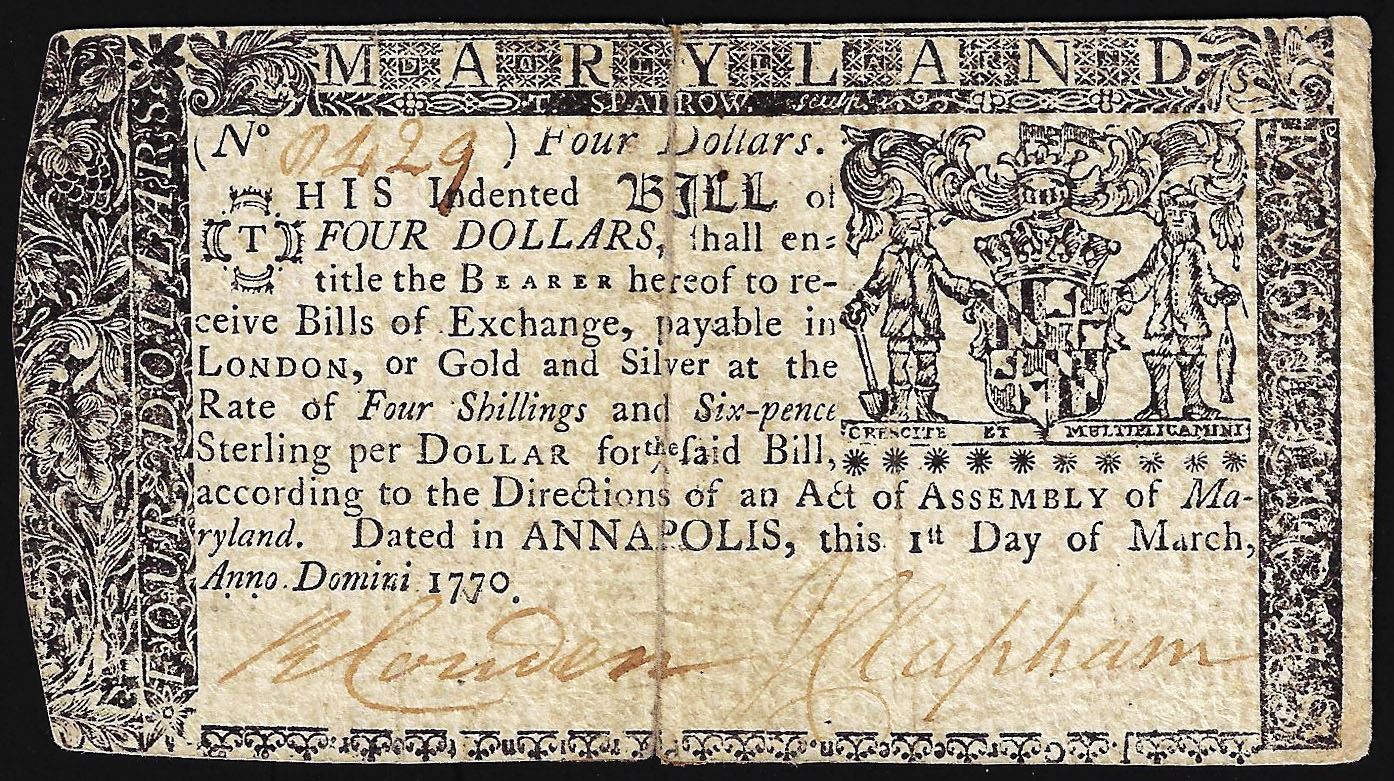 MARYLAND
T. SPARROW. sculp.
FOUR DOLLARS
(No 8429) Four Dollars.
THIS Indented BILL of
FOUR DOLLARS, ſhall en=
title the BEARER hereof to re-
ceive Bills of Exchange, payable in
LONDON, or Gold and Silver at the
Rate of Four Shillings and Six-pence
Sterling per DOLLAR for the ſaid Bill,
according to the Directions of an Act of ASSEMBLY of Ma-
ryland. Dated in ANNAPOLIS, this 1st Day of March,
Anno Domini 1770.
CRESCITE ET MULTIPLICAMINI
Clapham